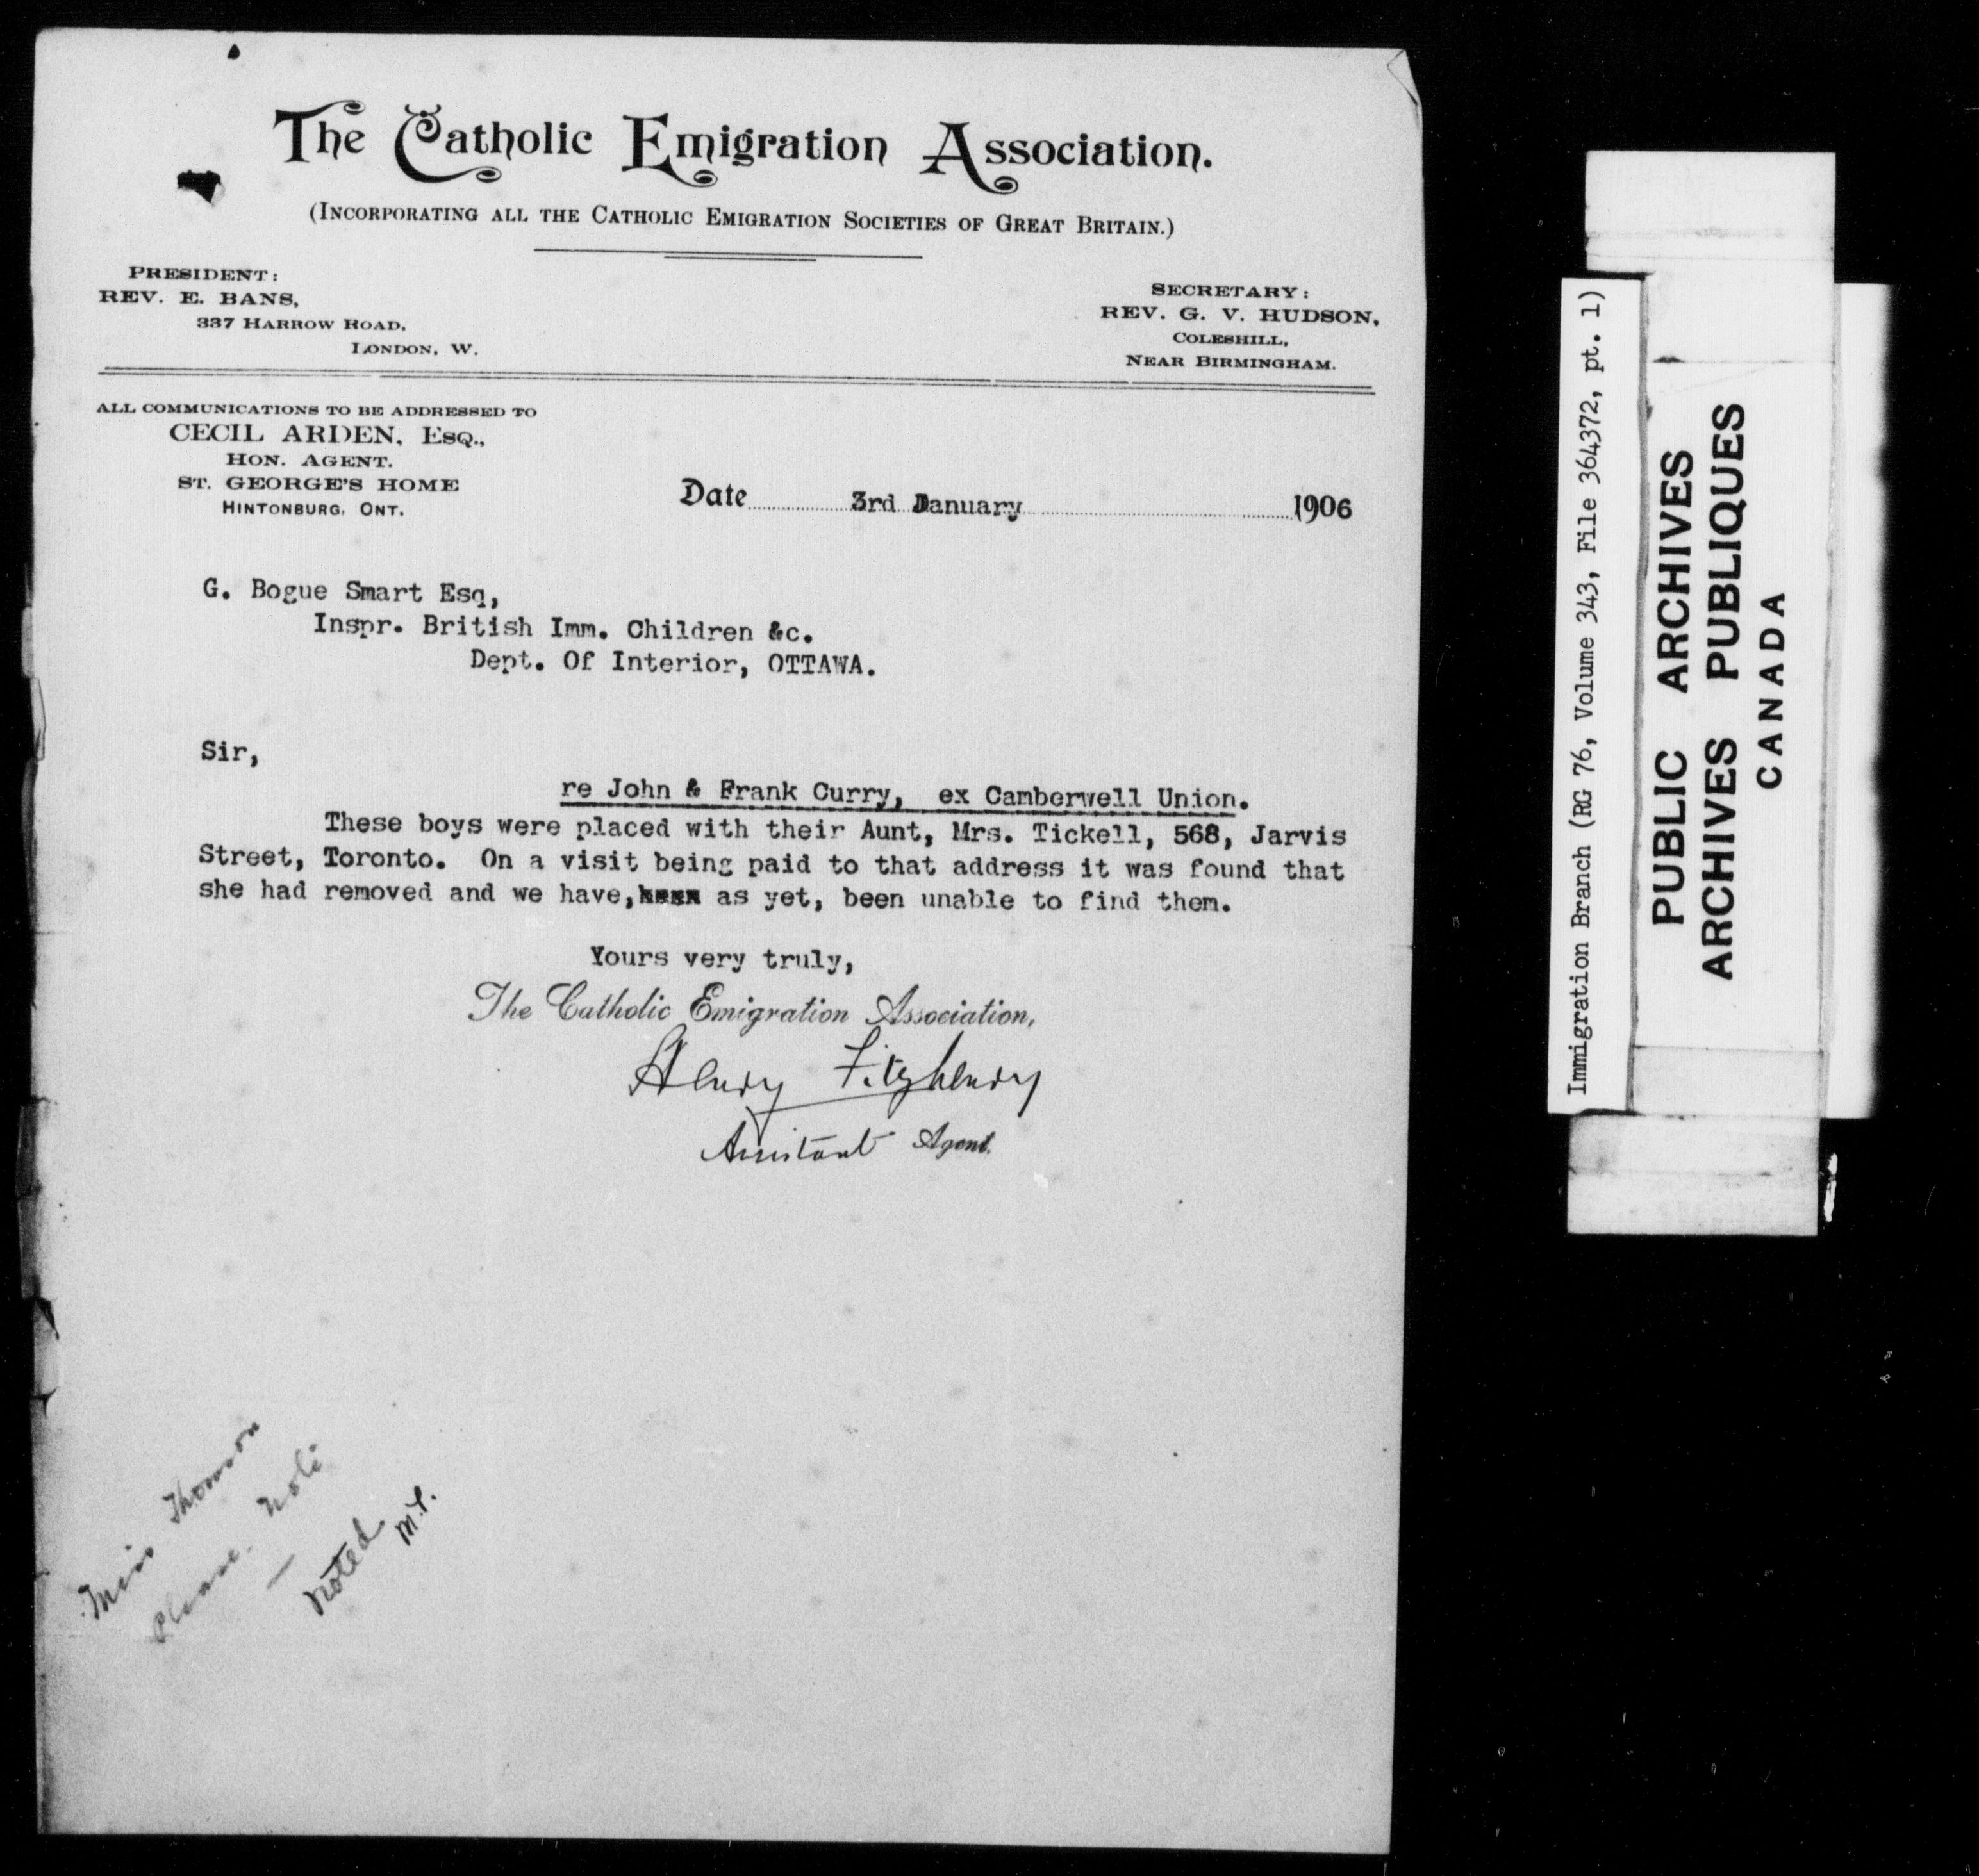 The Catholic Emigration Association.
(Incorporating all the Catholic Emigration Societies of Great Britain.)
PRESIDENT:
REV. E. BANS,
337 HARROW ROAD,
LONDON, W.
SECRETARY:
REV. G. V. HUDSON,
COLESHILL,
NEAR BIRMINGHAM.
ALL COMMUNICATIONS TO BE ADDRESSED TO
CECIL ARDEN, Esq.,
HON. AGENT.
ST. GEORGE'S HOME
HINTONBURG, ONT.
Date 3rd January 1906
G. Bogue Smart Esq,
Inspr. British Imm. Children &c.
Dept. Of Interior, OTTAWA.
Sir,
re John & Frank Curry, ex Camberwell Union.
These boys were placed with their Aunt, Mrs. Tickell, 568, Jarvis
Street, Toronto. On a visit being paid to that address it was found that
she had removed and we have, as yet, been unable to find them.
Yours very truly,
The Catholic Emigration Association,
Henry Fitzhenry
Assistant Agent.
Miss Thomson
Please note
Noted
M.T.
Immigration Branch (RG 76, Volume 343, File 364372, pt. 1)
PUBLIC ARCHIVES
ARCHIVES PUBLIQUES
CANADA